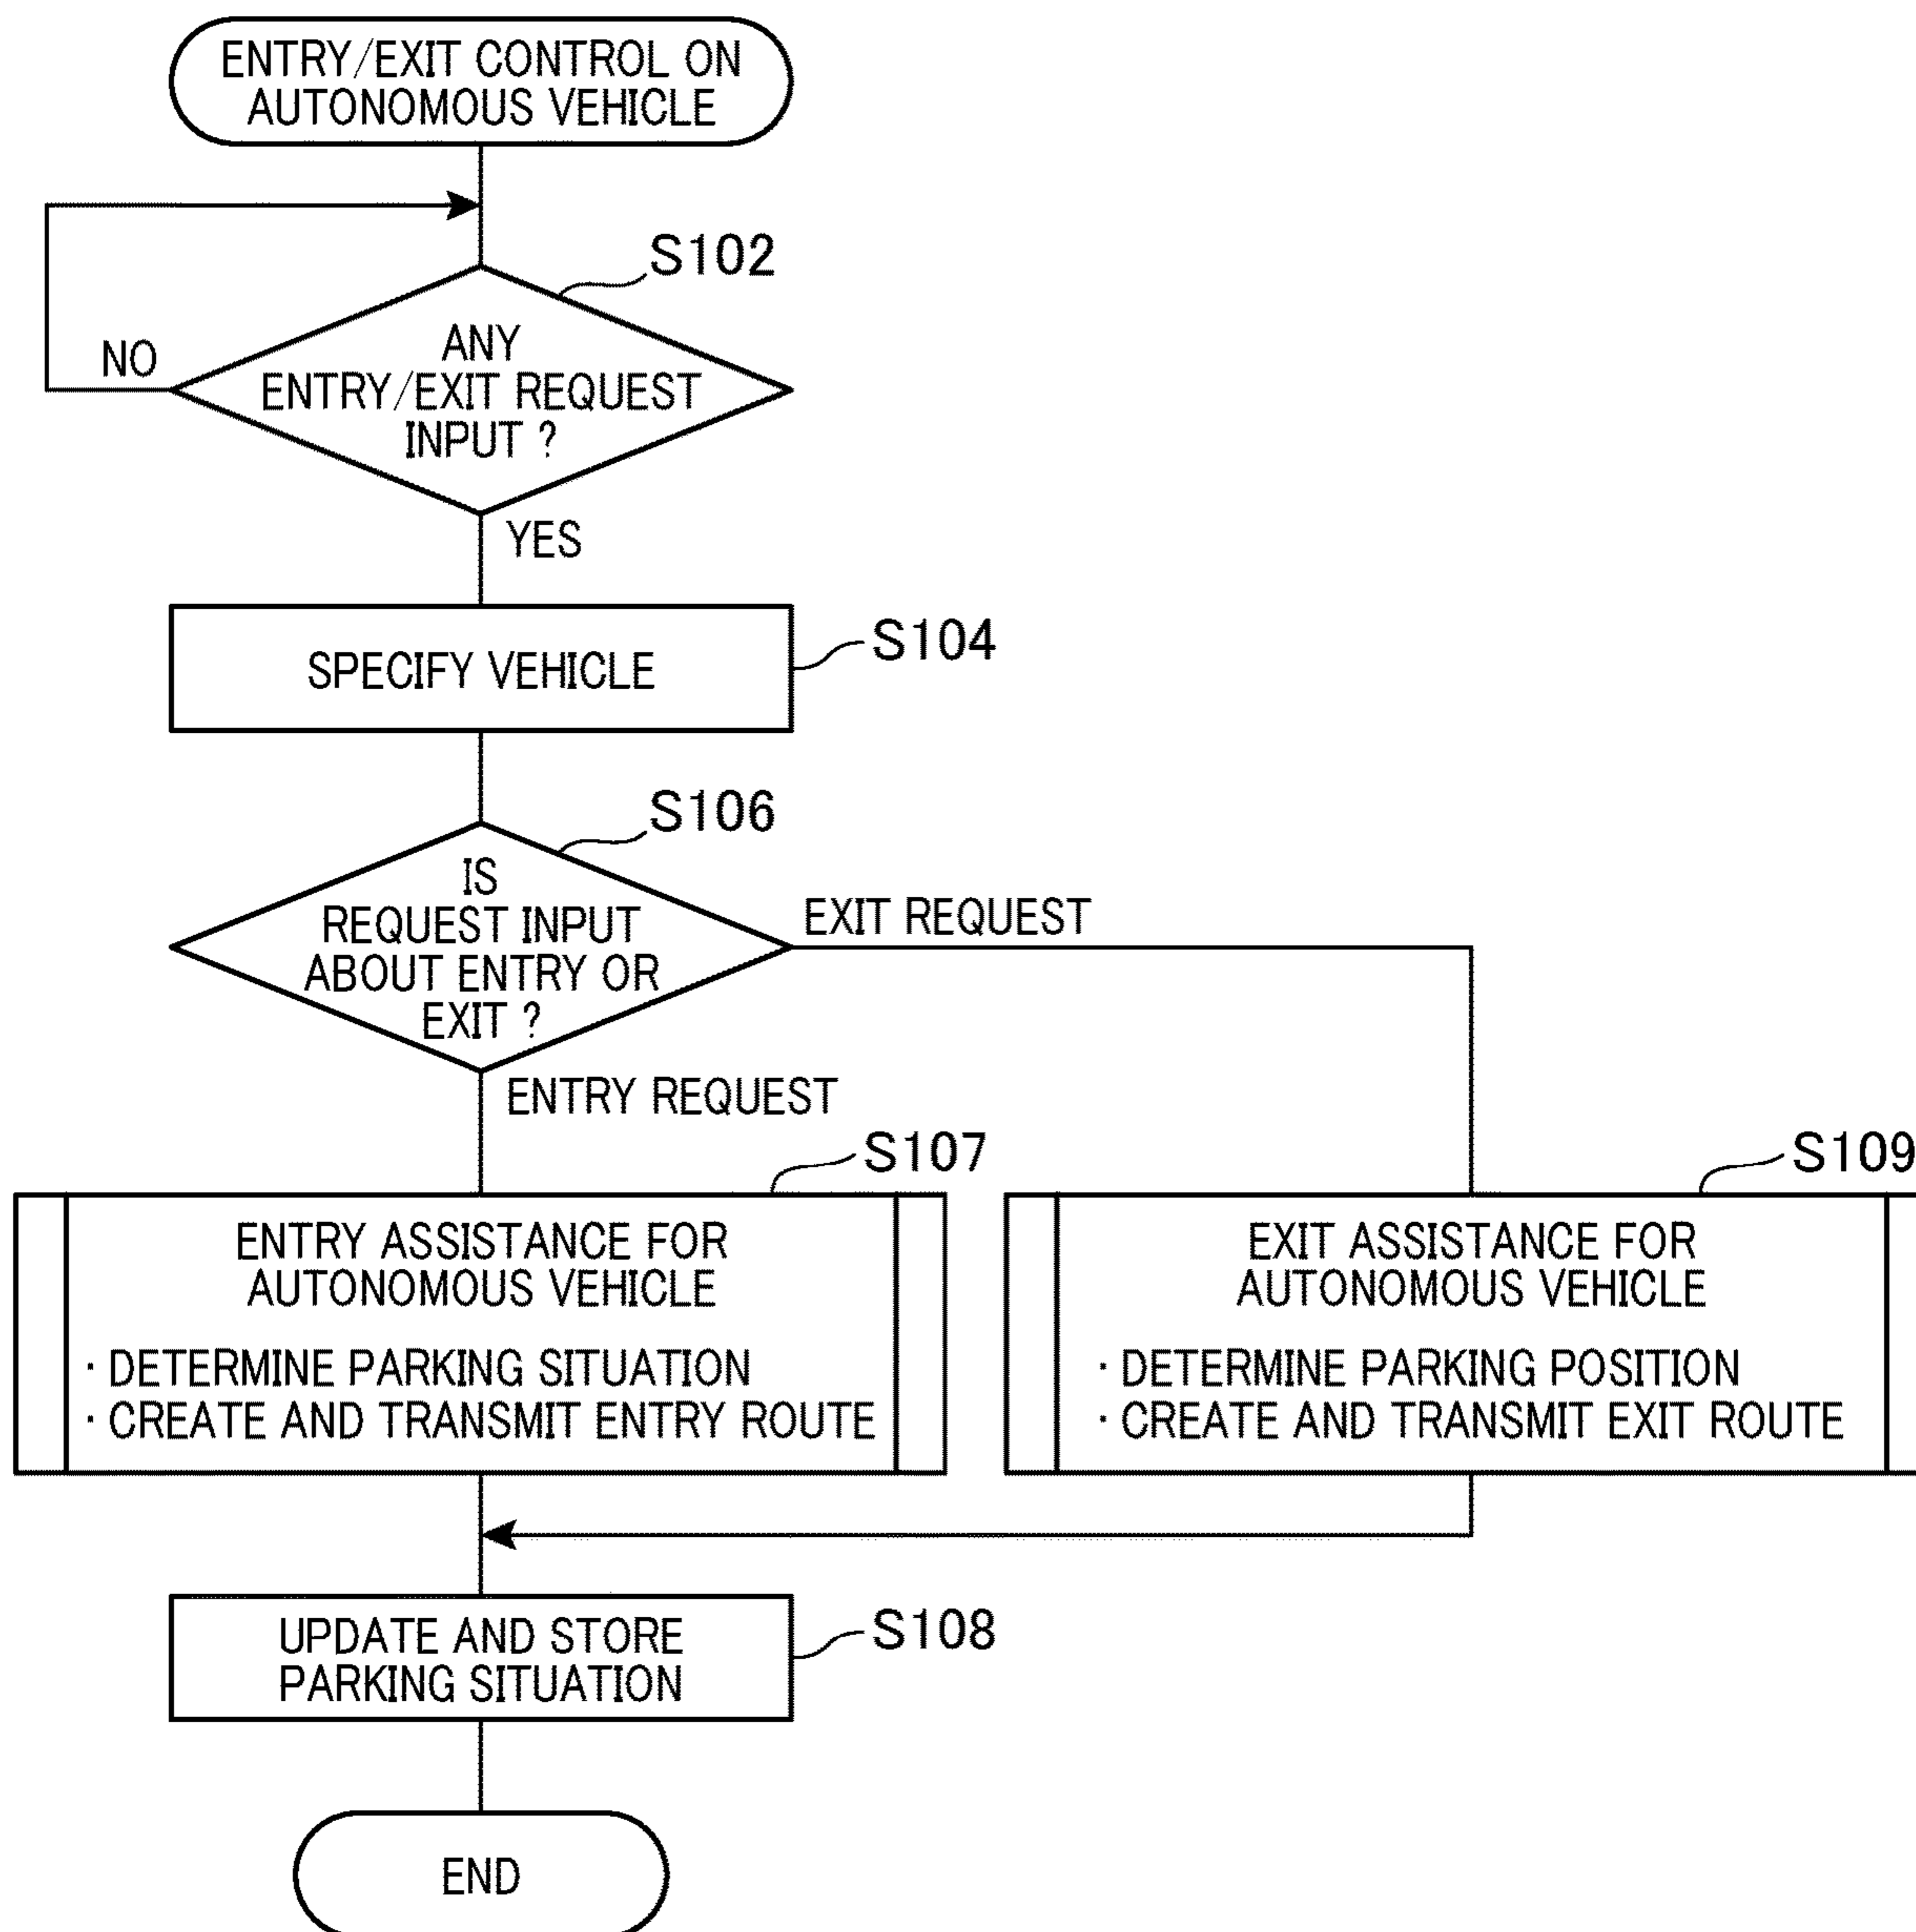 ENTRY/EXIT CONTROL ON
AUTONOMOUS VEHICLE
S102
ANY
ENTRY/EXIT REQUEST
INPUT ?
NO
YES
SPECIFY VEHICLE
S104
S106
IS
REQUEST INPUT
ABOUT ENTRY OR
EXIT ?
EXIT REQUEST
ENTRY REQUEST
S107
ENTRY ASSISTANCE FOR
AUTONOMOUS VEHICLE
· DETERMINE PARKING SITUATION
· CREATE AND TRANSMIT ENTRY ROUTE
S109
EXIT ASSISTANCE FOR
AUTONOMOUS VEHICLE
· DETERMINE PARKING POSITION
· CREATE AND TRANSMIT EXIT ROUTE
UPDATE AND STORE
PARKING SITUATION
S108
END